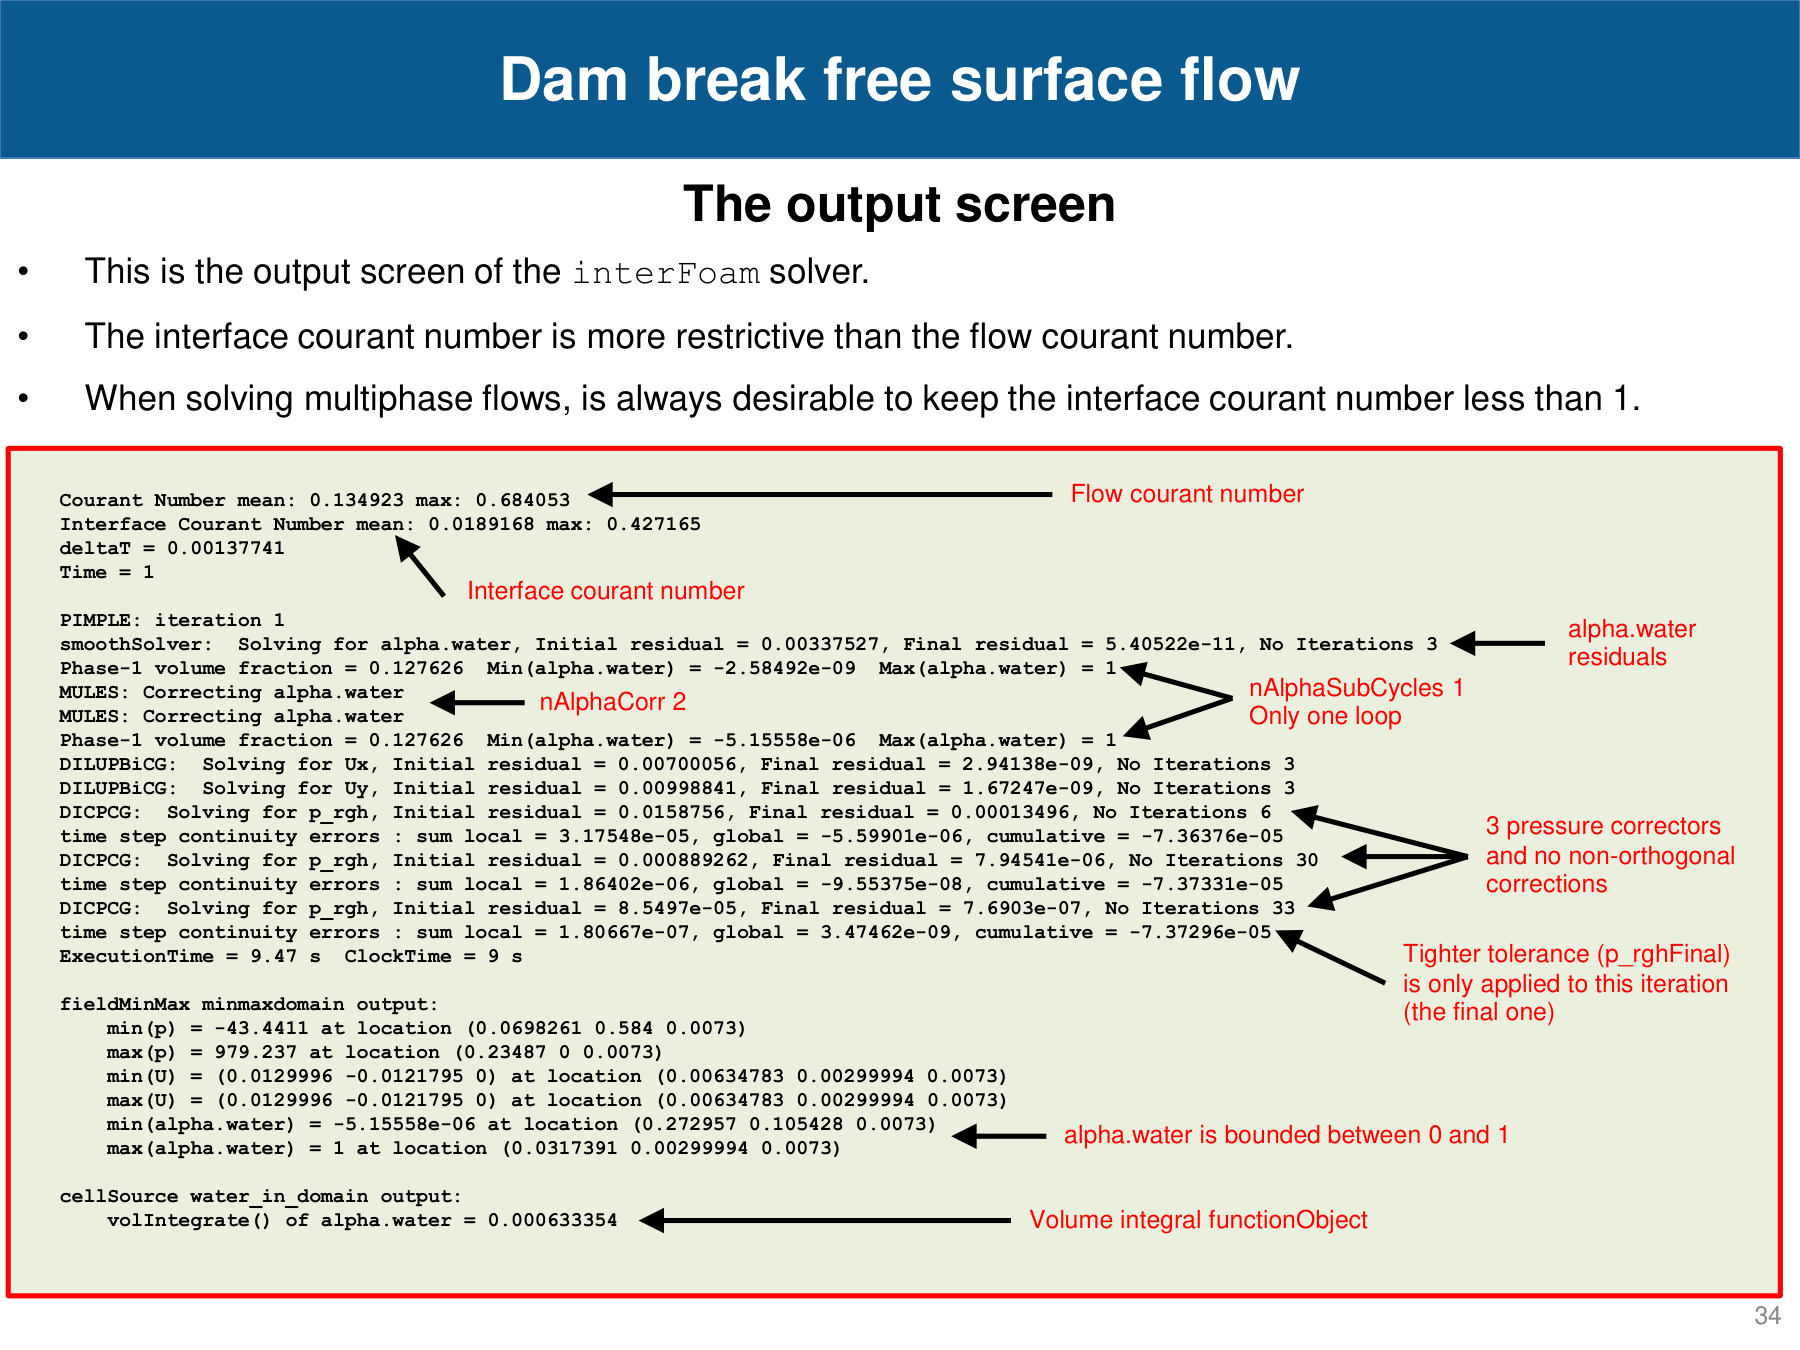 Dam break free surface flow
The output screen
• This is the output screen of the interFoam solver.
• The interface courant number is more restrictive than the flow courant number.
• When solving multiphase flows, is always desirable to keep the interface courant number less than 1.
Courant Number mean: 0.134923 max: 0.684053
Flow courant number
Interface Courant Number mean: 0.0189168 max: 0.427165
deltaT = 0.00137741
Time = 1
Interface courant number
PIMPLE: iteration 1
smoothSolver:  Solving for alpha.water, Initial residual = 0.00337527, Final residual = 5.40522e-11, No Iterations 3
alpha.water
residuals
Phase-1 volume fraction = 0.127626  Min(alpha.water) = -2.58492e-09  Max(alpha.water) = 1
MULES: Correcting alpha.water
MULES: Correcting alpha.water
nAlphaCorr 2
nAlphaSubCycles 1
Only one loop
Phase-1 volume fraction = 0.127626  Min(alpha.water) = -5.15558e-06  Max(alpha.water) = 1
DILUPBiCG:  Solving for Ux, Initial residual = 0.00700056, Final residual = 2.94138e-09, No Iterations 3
DILUPBiCG:  Solving for Uy, Initial residual = 0.00998841, Final residual = 1.67247e-09, No Iterations 3
DICPCG:  Solving for p_rgh, Initial residual = 0.0158756, Final residual = 0.00013496, No Iterations 6
time step continuity errors : sum local = 3.17548e-05, global = -5.59901e-06, cumulative = -7.36376e-05
DICPCG:  Solving for p_rgh, Initial residual = 0.000889262, Final residual = 7.94541e-06, No Iterations 30
time step continuity errors : sum local = 1.86402e-06, global = -9.55375e-08, cumulative = -7.37331e-05
DICPCG:  Solving for p_rgh, Initial residual = 8.5497e-05, Final residual = 7.6903e-07, No Iterations 33
time step continuity errors : sum local = 1.80667e-07, global = 3.47462e-09, cumulative = -7.37296e-05
ExecutionTime = 9.47 s  ClockTime = 9 s
3 pressure correctors
and no non-orthogonal
corrections
Tighter tolerance (p_rghFinal)
is only applied to this iteration
(the final one)
fieldMinMax minmaxdomain output:
min(p) = -43.4411 at location (0.0698261 0.584 0.0073)
max(p) = 979.237 at location (0.23487 0 0.0073)
min(U) = (0.0129996 -0.0121795 0) at location (0.00634783 0.00299994 0.0073)
max(U) = (0.0129996 -0.0121795 0) at location (0.00634783 0.00299994 0.0073)
min(alpha.water) = -5.15558e-06 at location (0.272957 0.105428 0.0073)
max(alpha.water) = 1 at location (0.0317391 0.00299994 0.0073)
alpha.water is bounded between 0 and 1
cellSource water_in_domain output:
volIntegrate() of alpha.water = 0.000633354
Volume integral functionObject
34